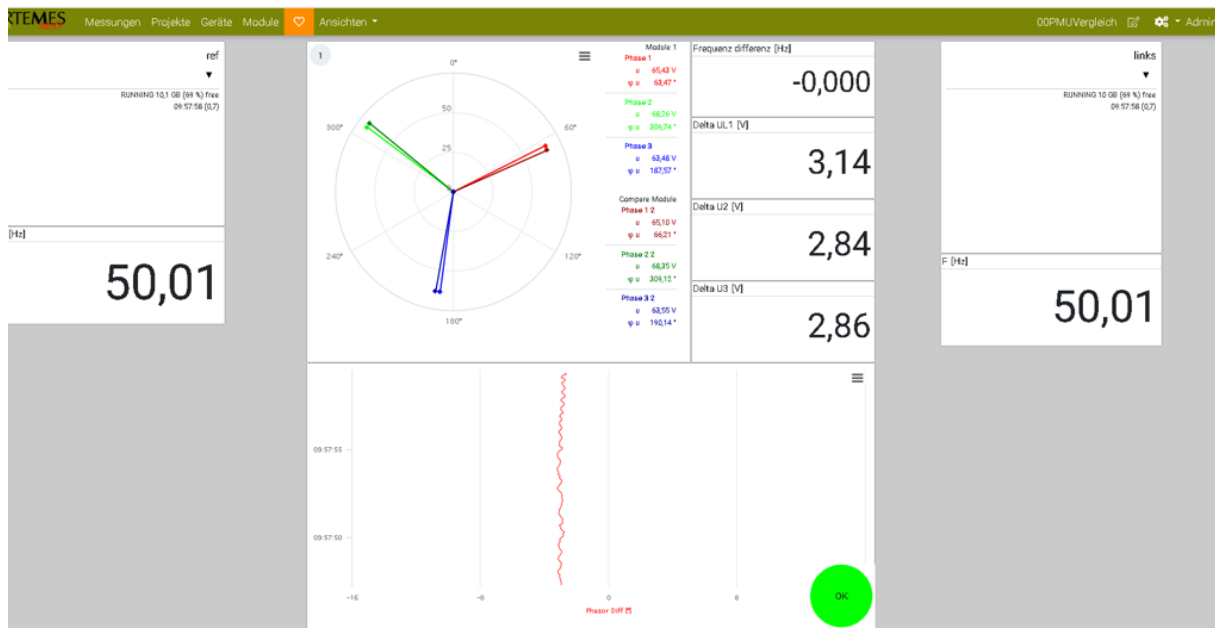 RTEMES Messungen Projekte Geräte Module Ansichten 00PMUVergleich Admin
ref
RUNNING 10,1 GB (69 %) free
09:57:58 (0,7)
[Hz]
50,01
1
0°
60°
120°
180°
240°
300°
50
25
Module 1
Phase 1
u 65,43 V
φ u 63,47 °
Phase 2
u 66,26 V
φ u 306,74 °
Phase 3
u 63,46 V
φ u 187,57 °
Compare Module
Phase 1 2
u 65,10 V
φ u 66,21 °
Phase 2 2
u 66,35 V
φ u 309,12 °
Phase 3 2
u 63,55 V
φ u 190,14 °
Frequenz differenz [Hz]
-0,000
Delta UL1 [V]
3,14
Delta U2 [V]
2,84
Delta U3 [V]
2,86
links
RUNNING 10 GB (69 %) free
09:57:58 (0,7)
F [Hz]
50,01
09:57:55
09:57:50
-16 -8 0 8
Phasor Diff [°]
OK